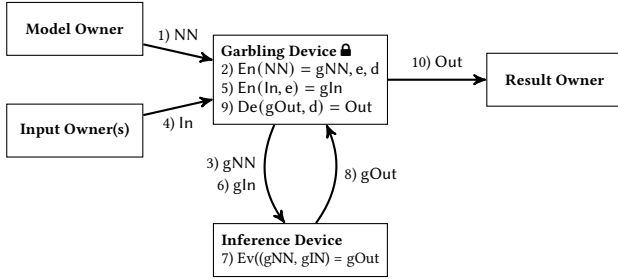 Model Owner
1) NN
Garbling Device
2) En(NN) = gNN, e, d
5) En(In, e) = gIn
9) De(gOut, d) = Out
10) Out
Result Owner
Input Owner(s)
4) In
3) gNN
6) gIn
8) gOut
Inference Device
7) Ev((gNN, gIN) = gOut